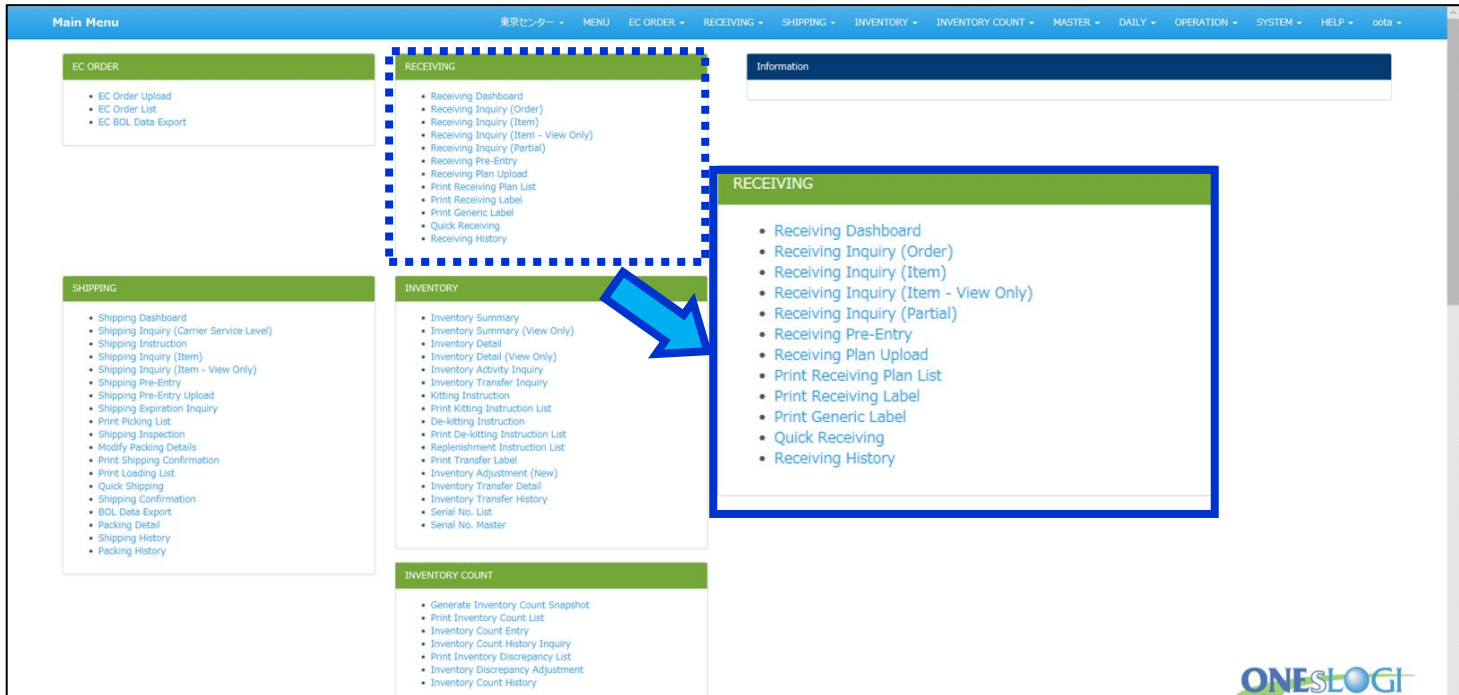 Main Menu
東京センター MENU EC ORDER RECEIVING SHIPPING INVENTORY INVENTORY COUNT MASTER DAILY OPERATION SYSTEM HELP oota
EC ORDER
• EC Order Upload
• EC Order List
• EC BOL Data Export
RECEIVING
• Receiving Dashboard
• Receiving Inquiry (Order)
• Receiving Inquiry (Item)
• Receiving Inquiry (Item - View Only)
• Receiving Inquiry (Partial)
• Receiving Pre-Entry
• Receiving Plan Upload
• Print Receiving Plan List
• Print Receiving Label
• Print Generic Label
• Quick Receiving
• Receiving History
Information
RECEIVING
• Receiving Dashboard
• Receiving Inquiry (Order)
• Receiving Inquiry (Item)
• Receiving Inquiry (Item - View Only)
• Receiving Inquiry (Partial)
• Receiving Pre-Entry
• Receiving Plan Upload
• Print Receiving Plan List
• Print Receiving Label
• Print Generic Label
• Quick Receiving
• Receiving History
SHIPPING
• Shipping Dashboard
• Shipping Inquiry (Carrier Service Level)
• Shipping Instruction
• Shipping Inquiry (Item)
• Shipping Inquiry (Item - View Only)
• Shipping Pre-Entry
• Shipping Pre-Entry Upload
• Shipping Expiration Inquiry
• Print Picking List
• Shipping Inspection
• Modify Packing Details
• Print Shipping Confirmation
• Print Loading List
• Quick Shipping
• Shipping Confirmation
• BOL Data Export
• Packing Detail
• Shipping History
• Packing History
INVENTORY
• Inventory Summary
• Inventory Summary (View Only)
• Inventory Detail
• Inventory Detail (View Only)
• Inventory Activity Inquiry
• Inventory Transfer Inquiry
• Kitting Instruction
• Print Kitting Instruction List
• De-kitting Instruction
• Print De-kitting Instruction List
• Replenishment Instruction List
• Print Transfer Label
• Inventory Adjustment (New)
• Inventory Transfer Detail
• Inventory Transfer History
• Serial No. List
• Serial No. Master
INVENTORY COUNT
• Generate Inventory Count Snapshot
• Print Inventory Count List
• Inventory Count Entry
• Inventory Count History Inquiry
• Print Inventory Discrepancy List
• Inventory Discrepancy Adjustment
• Inventory Count History
ONEsLOGI